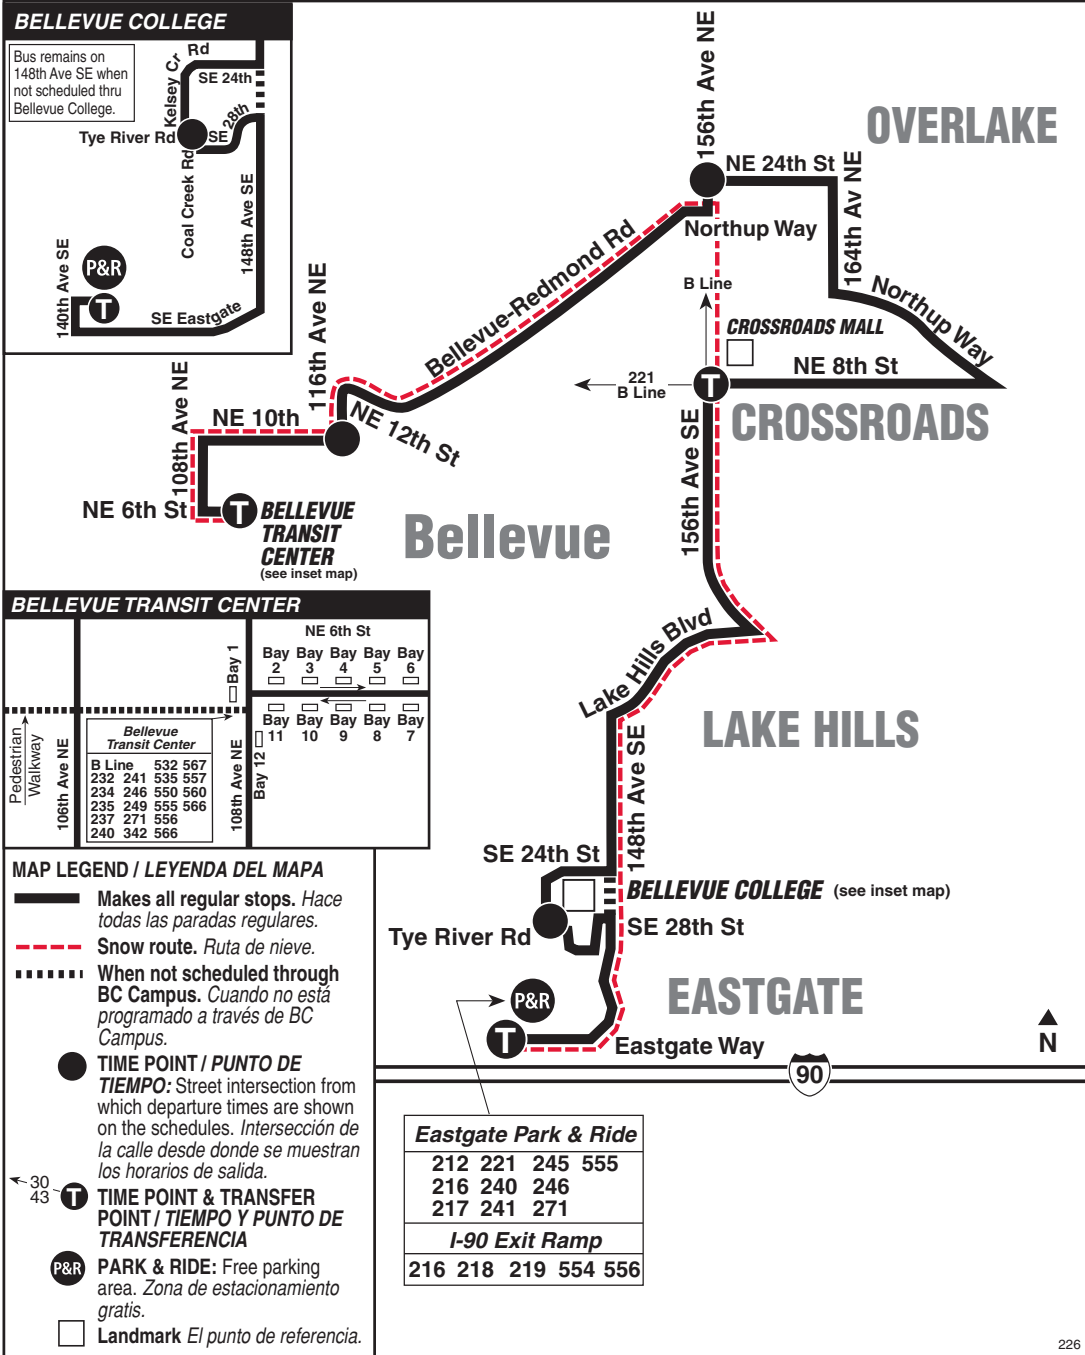 BELLEVUE COLLEGE
Bus remains on
148th Ave SE when
not scheduled thru
Bellevue College.
Kelsey Cr Rd
SE 24th
SE 28th
Tye River Rd
Coal Creek Rd
148th Ave SE
140th Ave SE
P&R
T
SE Eastgate
156th Ave NE
OVERLAKE
NE 24th St
164th Av NE
Northup Way
Bellevue-Redmond Rd
B Line
Northup Way
CROSSROADS MALL
116th Ave NE
NE 8th St
221
B Line
T
CROSSROADS
108th Ave NE
NE 10th
NE 12th St
156th Ave SE
NE 6th St
T
BELLEVUE
TRANSIT
CENTER
(see inset map)
Bellevue
BELLEVUE TRANSIT CENTER
NE 6th St
Bay 1
Bay Bay Bay Bay Bay
2 3 4 5 6
Bay Bay Bay Bay Bay
11 10 9 8 7
Bay 12
Pedestrian
Walkway
106th Ave NE
108th Ave NE
Bellevue
Transit Center
B Line 532 567
232 241 535 557
234 246 550 560
235 249 555 566
237 271 556
240 342 566
Lake Hills Blvd
LAKE HILLS
148th Ave SE
SE 24th St
BELLEVUE COLLEGE (see inset map)
Tye River Rd
SE 28th St
EASTGATE
P&R
T
Eastgate Way
N
90
Eastgate Park & Ride
212 221 245 555
216 240 246
217 241 271
I-90 Exit Ramp
216 218 219 554 556
MAP LEGEND / LEYENDA DEL MAPA
Makes all regular stops. Hace
todas las paradas regulares.
Snow route. Ruta de nieve.
When not scheduled through
BC Campus. Cuando no está
programado a través de BC
Campus.
TIME POINT / PUNTO DE
TIEMPO: Street intersection from
which departure times are shown
on the schedules. Intersección de
la calle desde donde se muestran
los horarios de salida.
30
43
T
TIME POINT & TRANSFER
POINT / TIEMPO Y PUNTO DE
TRANSFERENCIA
P&R
PARK & RIDE: Free parking
area. Zona de estacionamiento
gratis.
Landmark El punto de referencia.
226